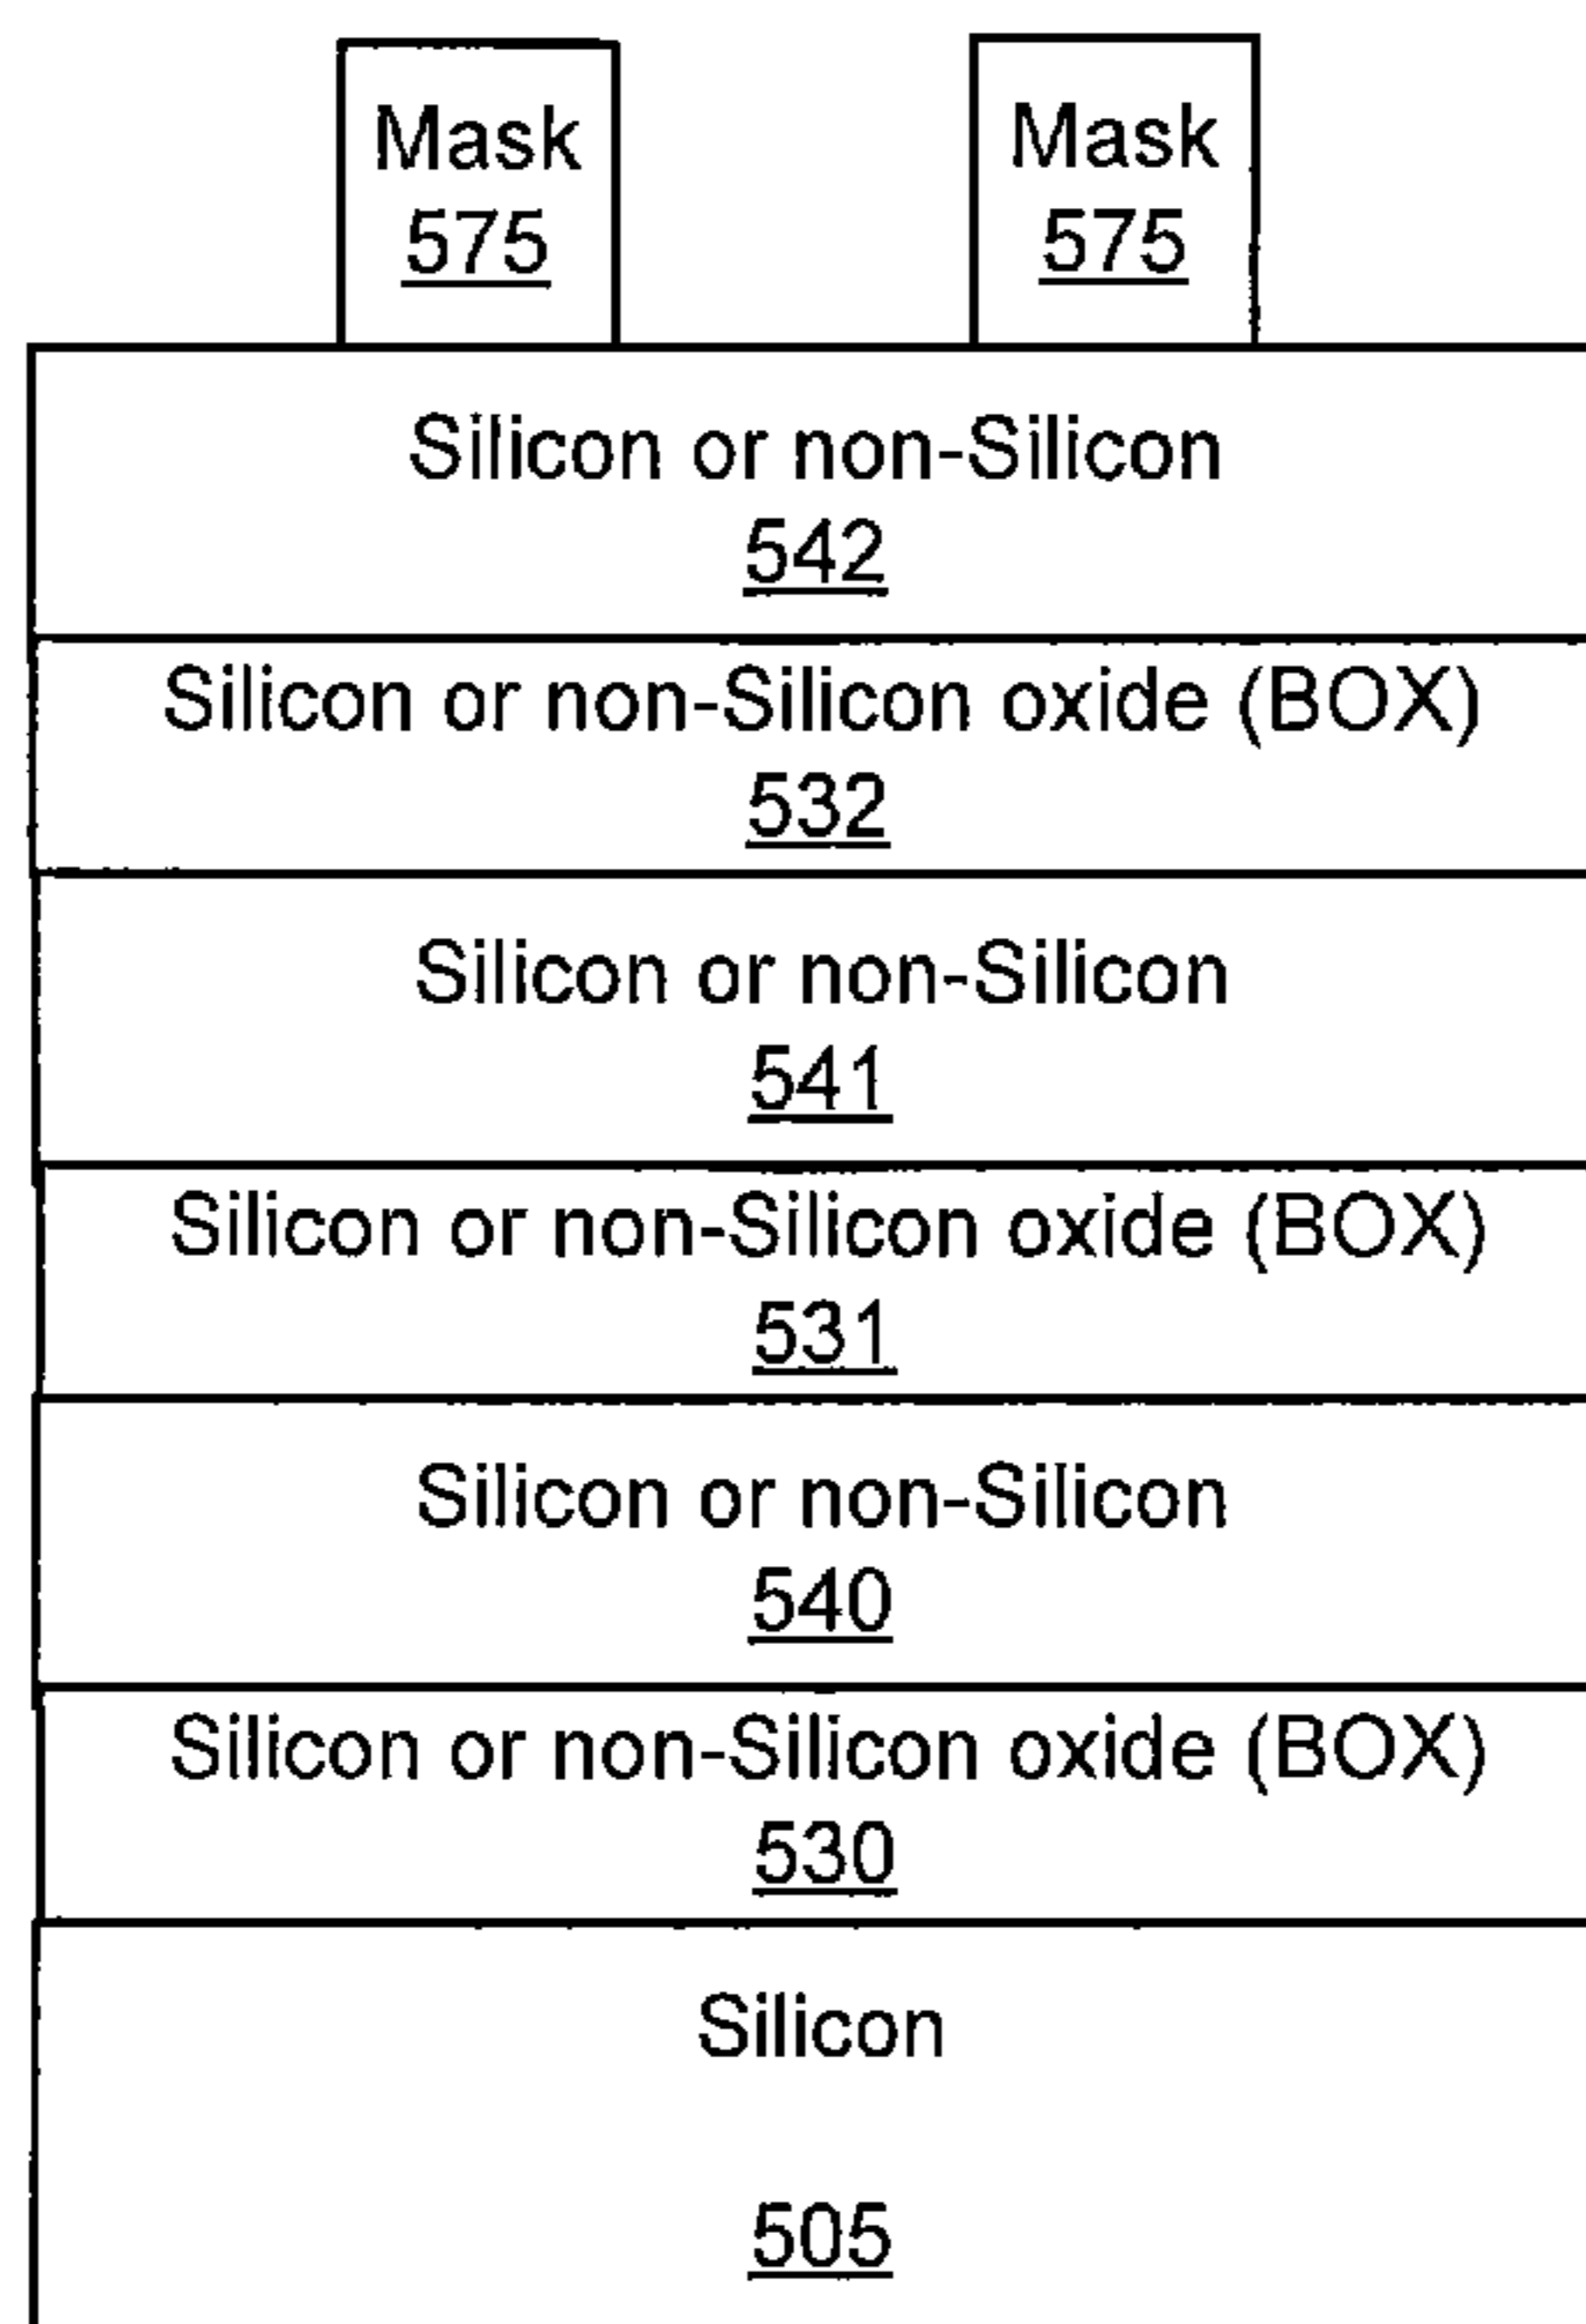 Mask Mask
575 575
Silicon or non-Silicon
542
Silicon or non-Silicon oxide (BOX)
532
Silicon or non-Silicon
541
Silicon or non-Silicon oxide (BOX)
531
Silicon or non-Silicon
540
Silicon or non-Silicon oxide (BOX)
530
Silicon
505